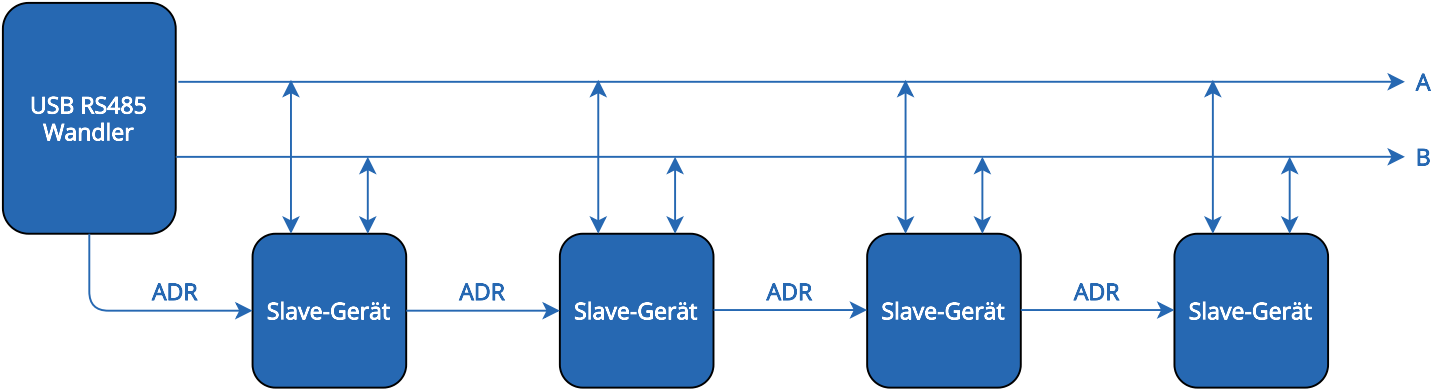 USB RS485
Wandler
A
B
ADR
ADR
ADR
ADR
Slave-Gerät
Slave-Gerät
Slave-Gerät
Slave-Gerät